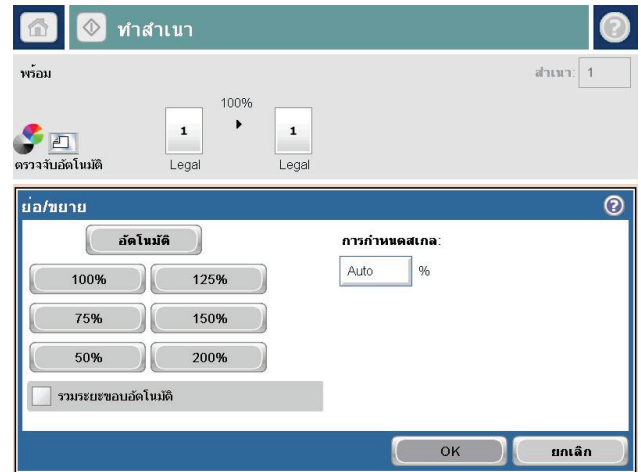 ทำสำเนา
พร้อม
สำเนา: 1
100%
1 1
ตรวจจับอัตโนมัติ Legal Legal
ย่อ/ขยาย
อัตโนมัติ การกำหนดสเกล:
100% 125% Auto %
75% 150%
50% 200%
รวมระยะขอบอัตโนมัติ
OK ยกเลิก